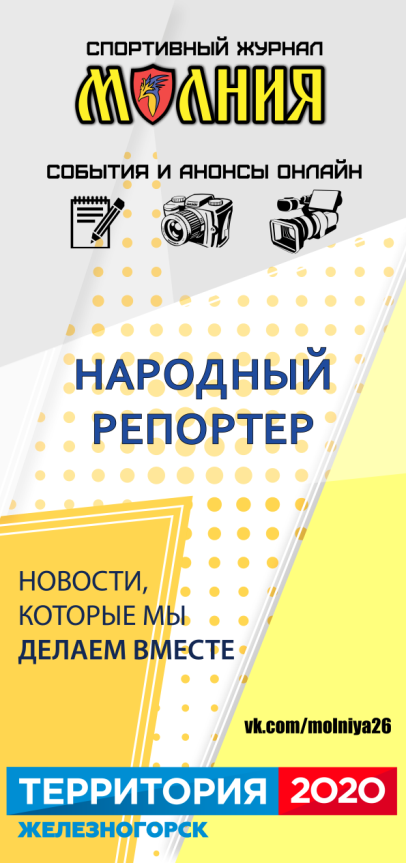 СПОРТИВНЫЙ ЖУРНАЛ
МОЛНИЯ
СОБЫТИЯ И АНОНСЫ ОНЛАЙН
НАРОДНЫЙ
РЕПОРТЕР
НОВОСТИ,
КОТОРЫЕ МЫ
ДЕЛАЕМ ВМЕСТЕ
vk.com/molniya26
ТЕРРИТОРИЯ 2020
ЖЕЛЕЗНОГОРСК